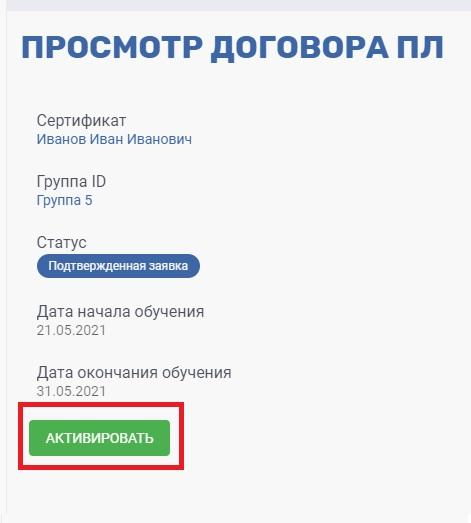 ПРОСМОТР ДОГОВОРА ПЛ
Сертификат
Иванов Иван Иванович
Группа ID
Группа 5
Статус
Подтвержденная заявка
Дата начала обучения
21.05.2021
Дата окончания обучения
31.05.2021
АКТИВИРОВАТЬ